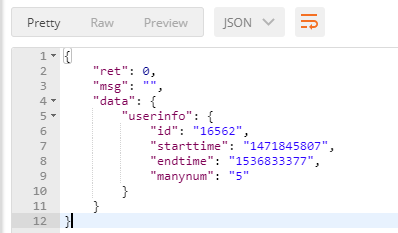 Pretty Raw Preview JSON
1 {
2 "ret": 0,
3 "msg": "",
4 "data": {
5 "userinfo": {
6 "id": "16562",
7 "starttime": "1471845807",
8 "endtime": "1536833377",
9 "manynum": "5"
10 }
11 }
12 }